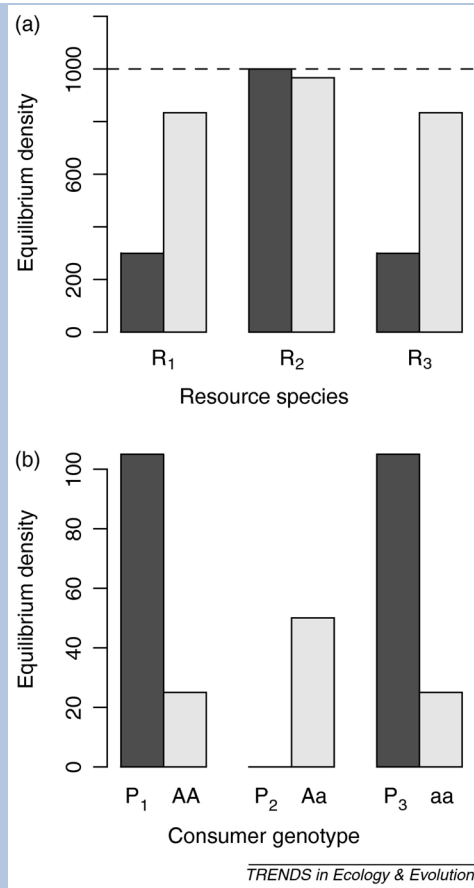 (a)
Equilibrium density
0 200 600 1000
R1 R2 R3
Resource species
(b)
Equilibrium density
0 20 40 60 80 100
P1 AA P2 Aa P3 aa
Consumer genotype
TRENDS in Ecology & Evolution